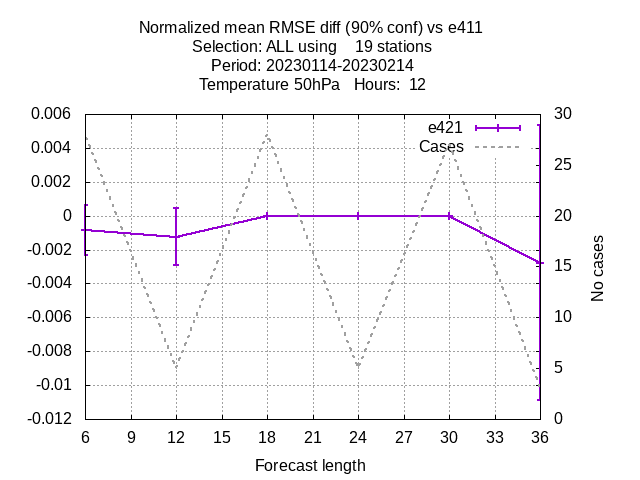 Normalized mean RMSE diff (90% conf) vs e411
Selection: ALL using    19 stations
Period: 20230114-20230214
Temperature 50hPa   Hours:  12
0.006
0.004
0.002
0
-0.002
-0.004
-0.006
-0.008
-0.01
-0.012
e421
Cases
30
25
20
15
10
5
0
No cases
6 9 12 15 18 21 24 27 30 33 36
Forecast length